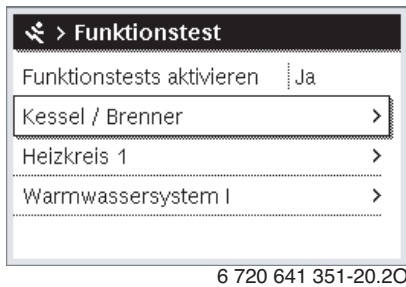 > Funktionstest
Funktionstests aktivieren Ja
Kessel / Brenner >
Heizkreis 1 >
Warmwassersystem I >
6 720 641 351-20.2O